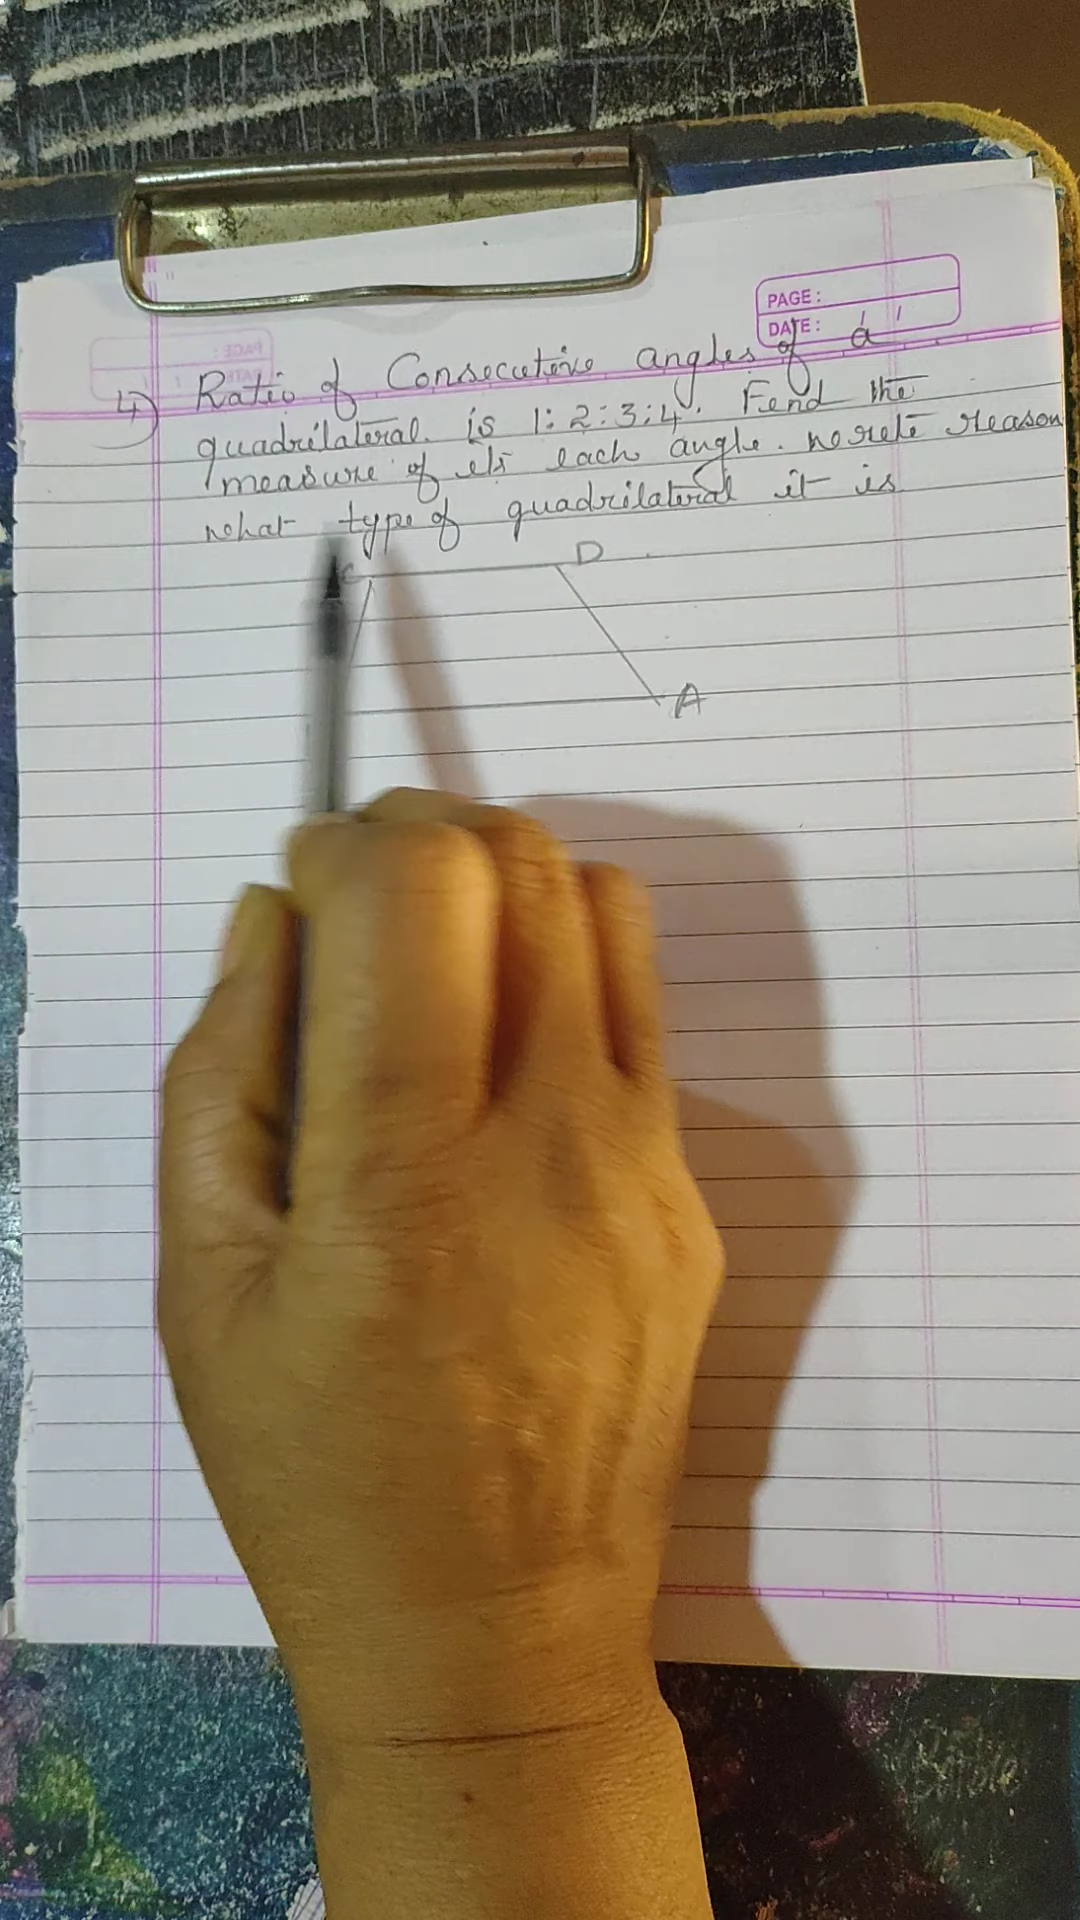 PAGE :
DATE :
4) Ratio of Consecutive angles of a
quadrilateral. is 1:2:3:4. Find the
measure of its each angle. write reason
what type of quadrilateral it is
C D
A